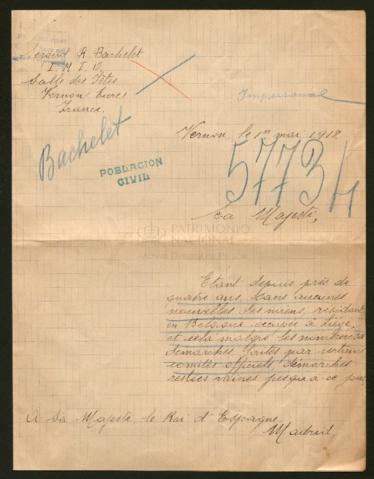 R. Bachelet
Salle des Fêtes
Vernon Eure
France.
Impersonal
Vernon, le 1er mai 1918
Bachelet
POBLACION
CIVIL
57734
Sa Majesté,
PATRIMONIO
NACIONAL
Etant depuis près de
quatre ans sans aucunes
nouvelles des miens, résidant
en Belgique occupée à Liège,
et cela malgré les nombreuses
démarches faites par certains
comités officiels démarches
restées vaines jusqu'à ce jour
A Sa Majesté le Roi d'Espagne
Madrid.